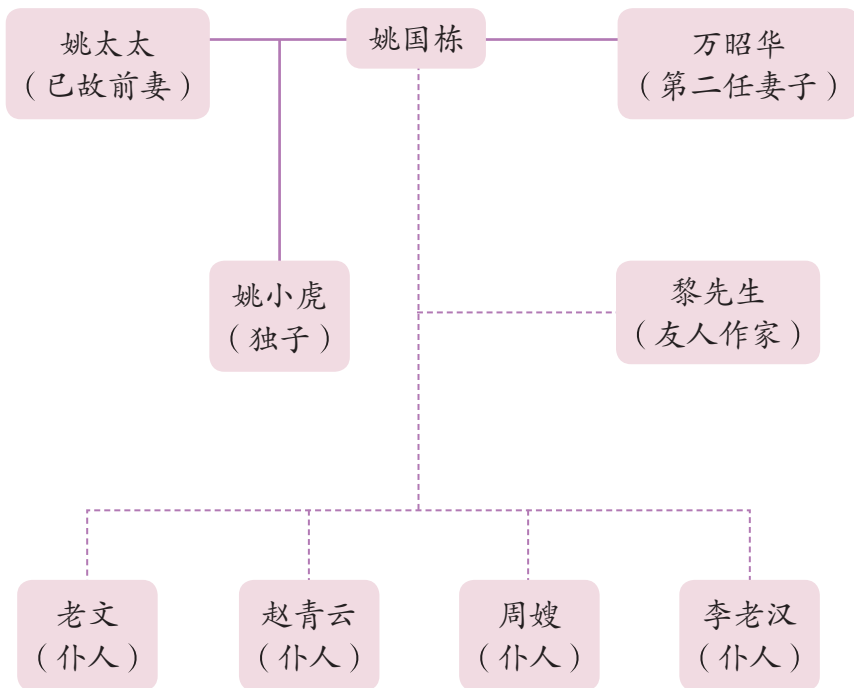 姚太太
（已故前妻）
姚国栋
万昭华
（第二任妻子）
姚小虎
（独子）
黎先生
（友人作家）
老文
（仆人）
赵青云
（仆人）
周嫂
（仆人）
李老汉
（仆人）